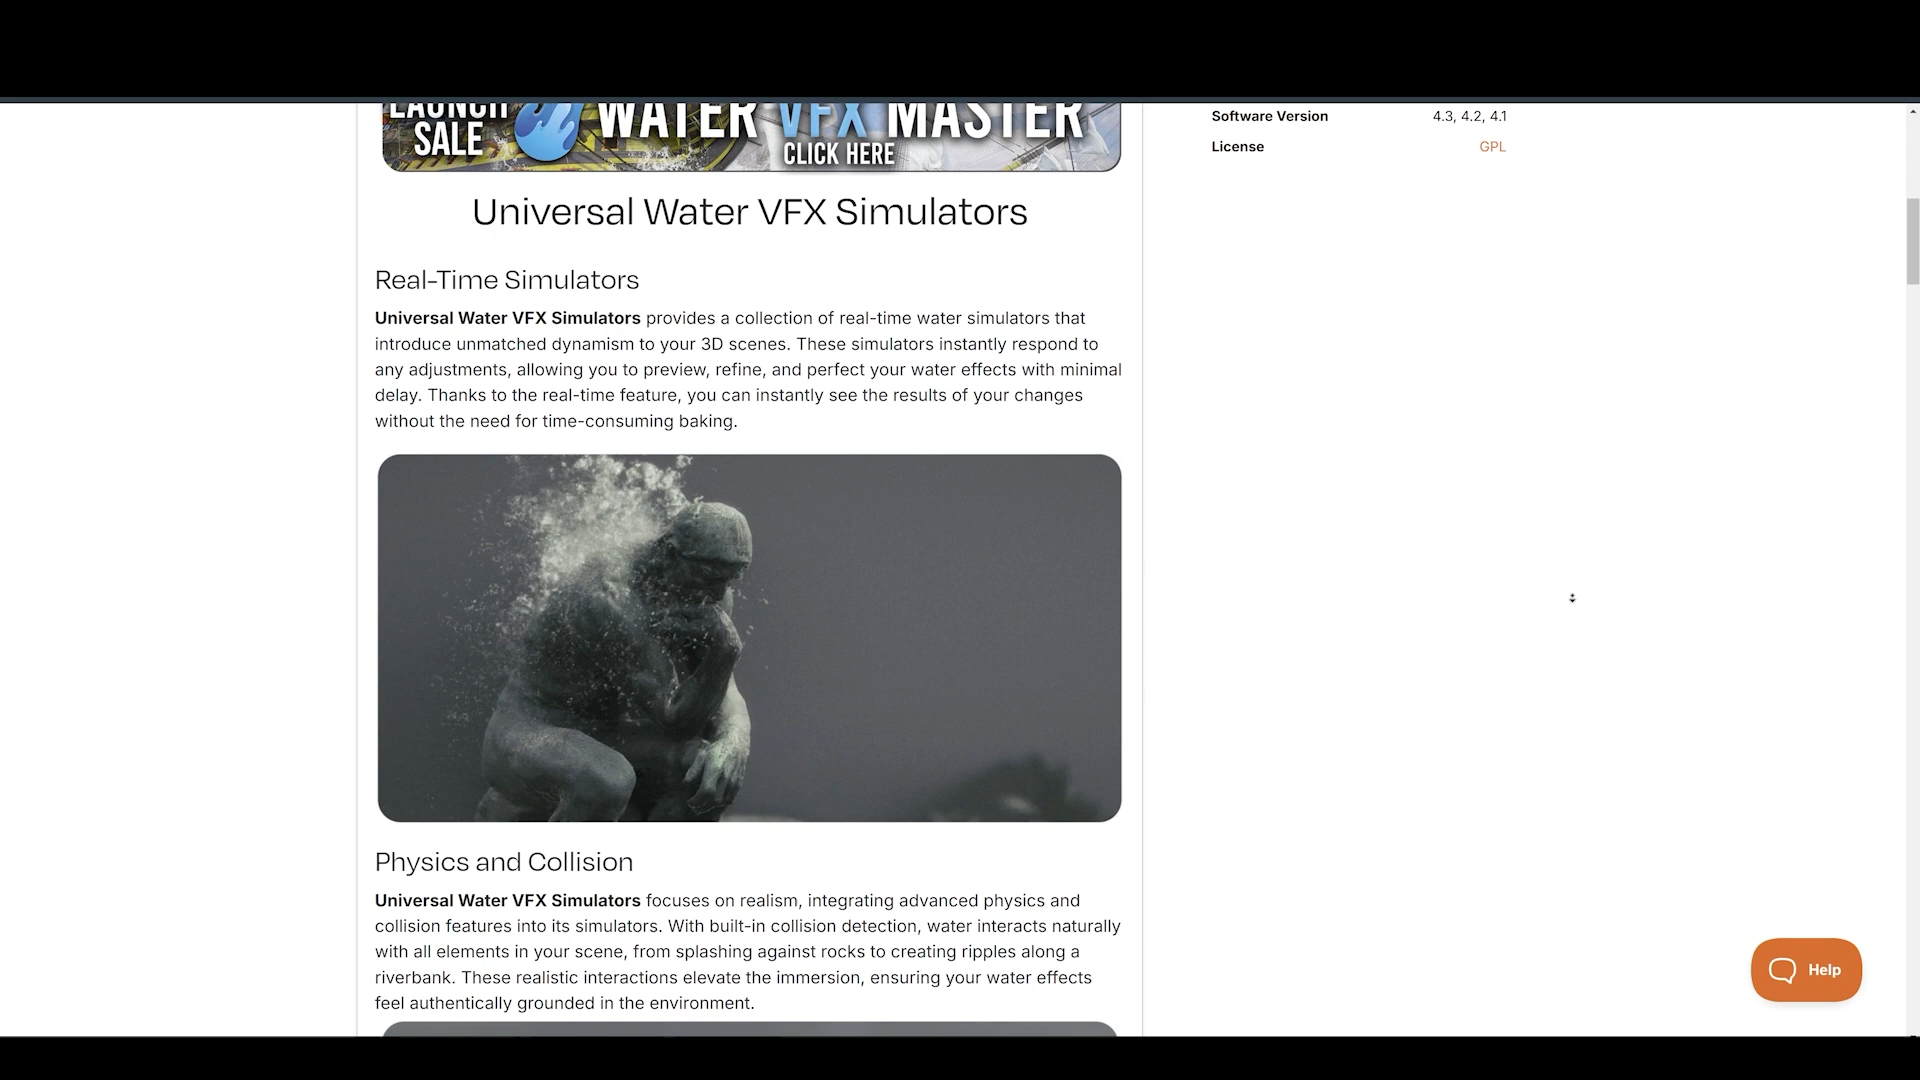 LAUNCH
SALE
WATER VFX MASTER
CLICK HERE
Software Version 4.3, 4.2, 4.1
License GPL
Universal Water VFX Simulators
Real-Time Simulators
Universal Water VFX Simulators provides a collection of real-time water simulators that
introduce unmatched dynamism to your 3D scenes. These simulators instantly respond to
any adjustments, allowing you to preview, refine, and perfect your water effects with minimal
delay. Thanks to the real-time feature, you can instantly see the results of your changes
without the need for time-consuming baking.
Physics and Collision
Universal Water VFX Simulators focuses on realism, integrating advanced physics and
collision features into its simulators. With built-in collision detection, water interacts naturally
with all elements in your scene, from splashing against rocks to creating ripples along a
riverbank. These realistic interactions elevate the immersion, ensuring your water effects
feel authentically grounded in the environment.
Help